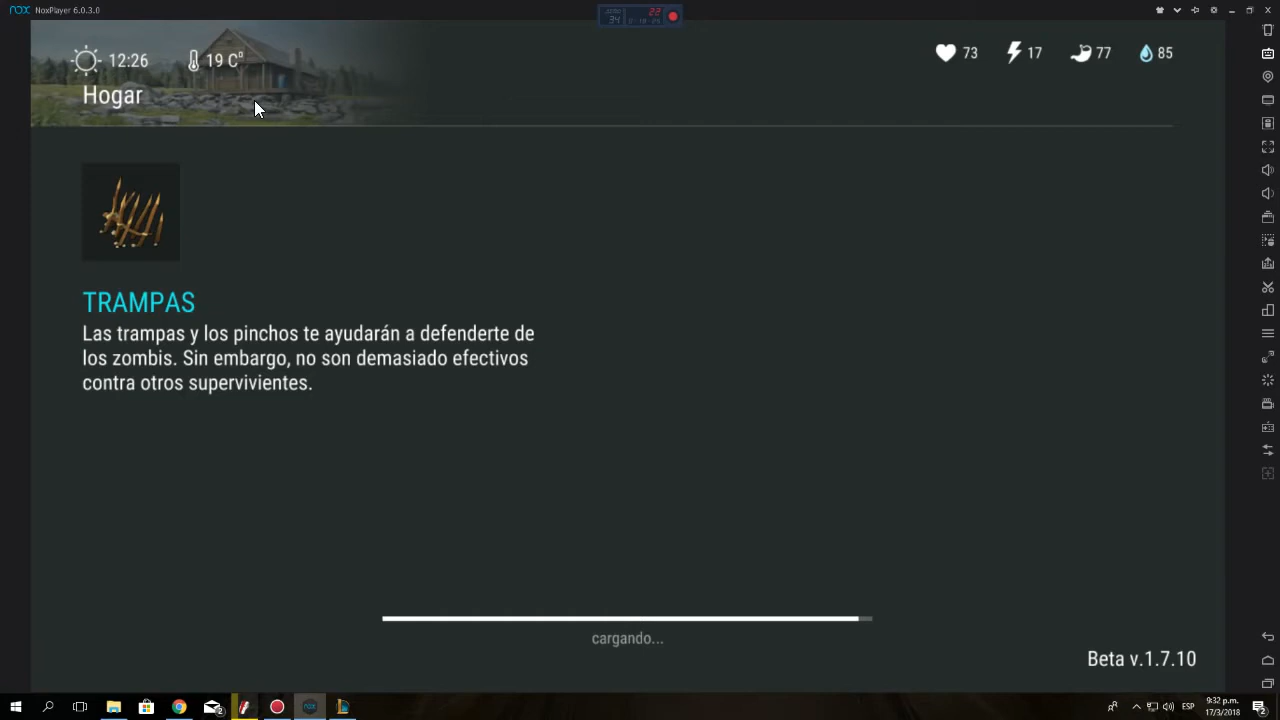 nox NoxPlayer 6.0.3.0
12:26
19 Cº
73
17
77
85
Hogar
TRAMPAS
Las trampas y los pinchos te ayudarán a defenderte de
los zombis. Sin embargo, no son demasiado efectivos
contra otros supervivientes.
cargando...
Beta v.1.7.10
9:32 p.m.
ESP
17/3/2018